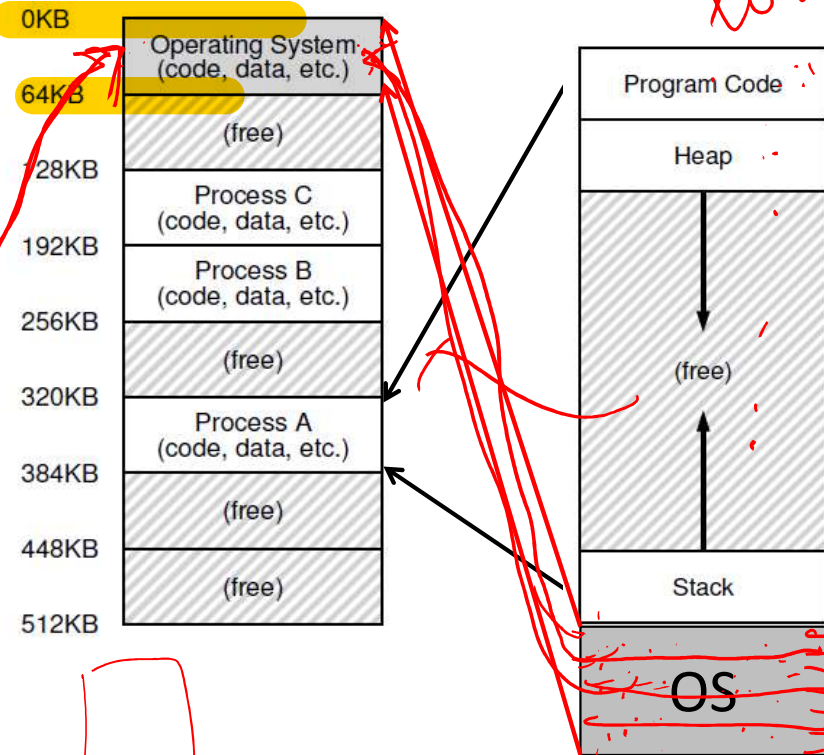 0KB
Operating System
(code, data, etc.)
64KB
(free)
28KB
Process C
(code, data, etc.)
192KB
Process B
(code, data, etc.)
256KB
(free)
320KB
Process A
(code, data, etc.)
384KB
(free)
448KB
(free)
512KB
Program Code
Heap
(free)
Stack
OS